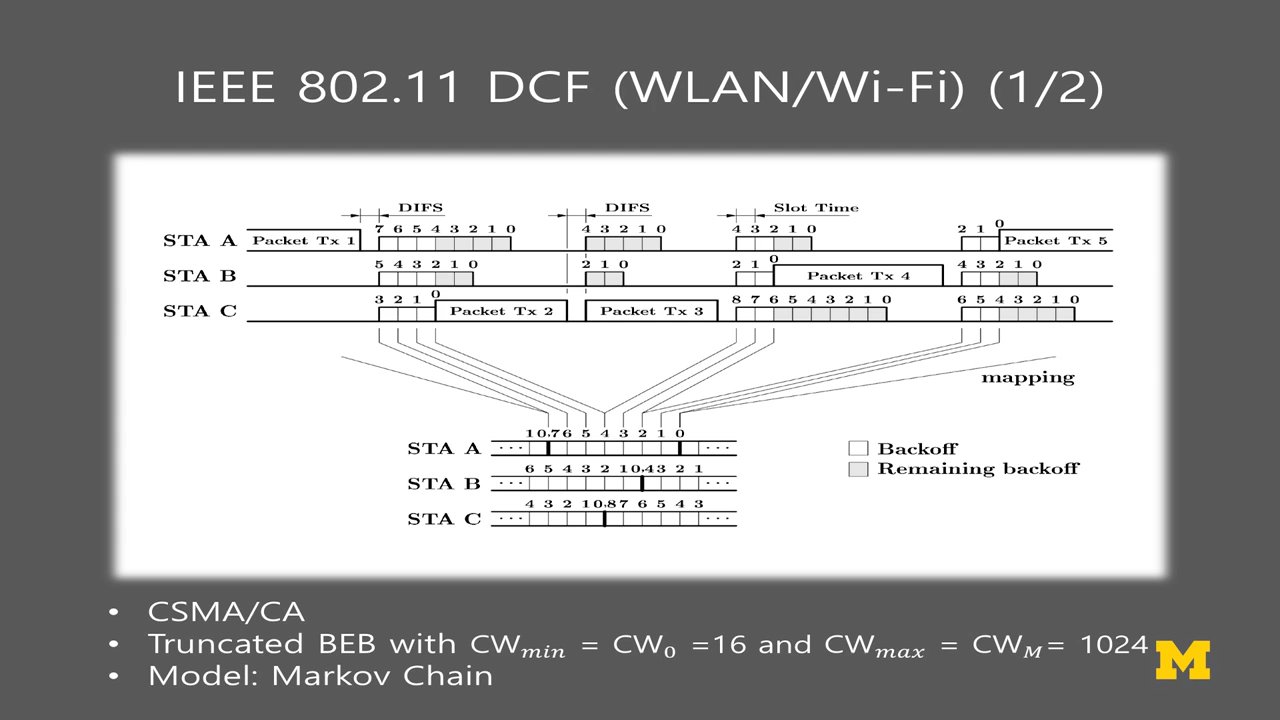 IEEE 802.11 DCF (WLAN/Wi-Fi) (1/2)
DIFS DIFS Slot Time
7 6 5 4 3 2 1 0 4 3 2 1 0 4 3 2 1 0 2 1 0
STA A Packet Tx 1 Packet Tx 5
5 4 3 2 1 0 2 1 0 2 1 0 4 3 2 1 0
STA B Packet Tx 4
3 2 1 0 8 7 6 5 4 3 2 1 0 6 5 4 3 2 1 0
STA C Packet Tx 2 Packet Tx 3
mapping
1 0,7 6 5 4 3 2 1 0
STA A ··· ···
Backoff
6 5 4 3 2 1 0,4 3 2 1
Remaining backoff
STA B ··· ···
4 3 2 1 0,8 7 6 5 4 3
STA C ··· ···
• CSMA/CA
• Truncated BEB with CWmin = CW0 =16 and CWmax = CWM= 1024
M
• Model: Markov Chain